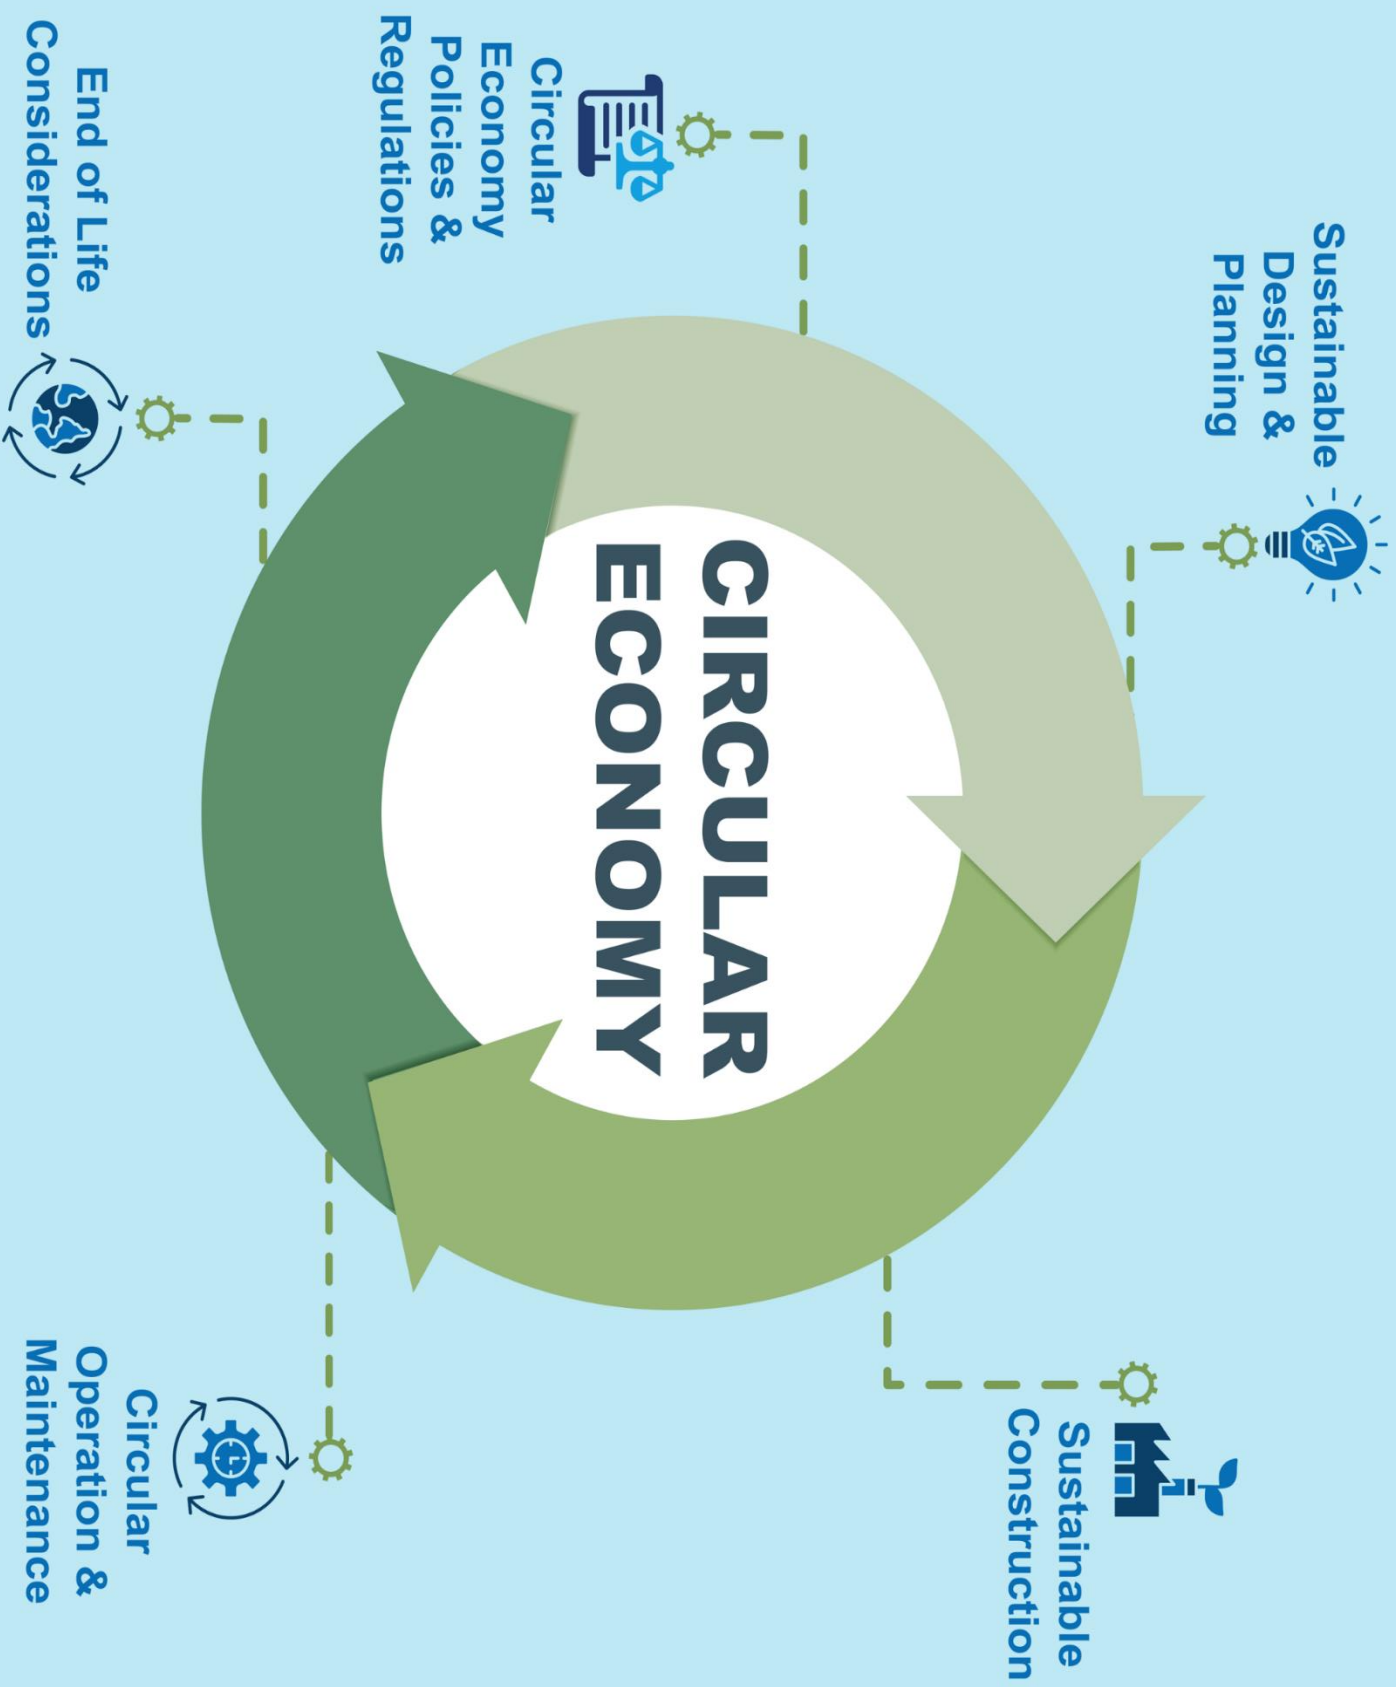 Sustainable
Design &
Planning
Sustainable
Construction
Circular
Economy
Policies &
Regulations
CIRCULAR
ECONOMY
End of Life
Considerations
Circular
Operation &
Maintenance